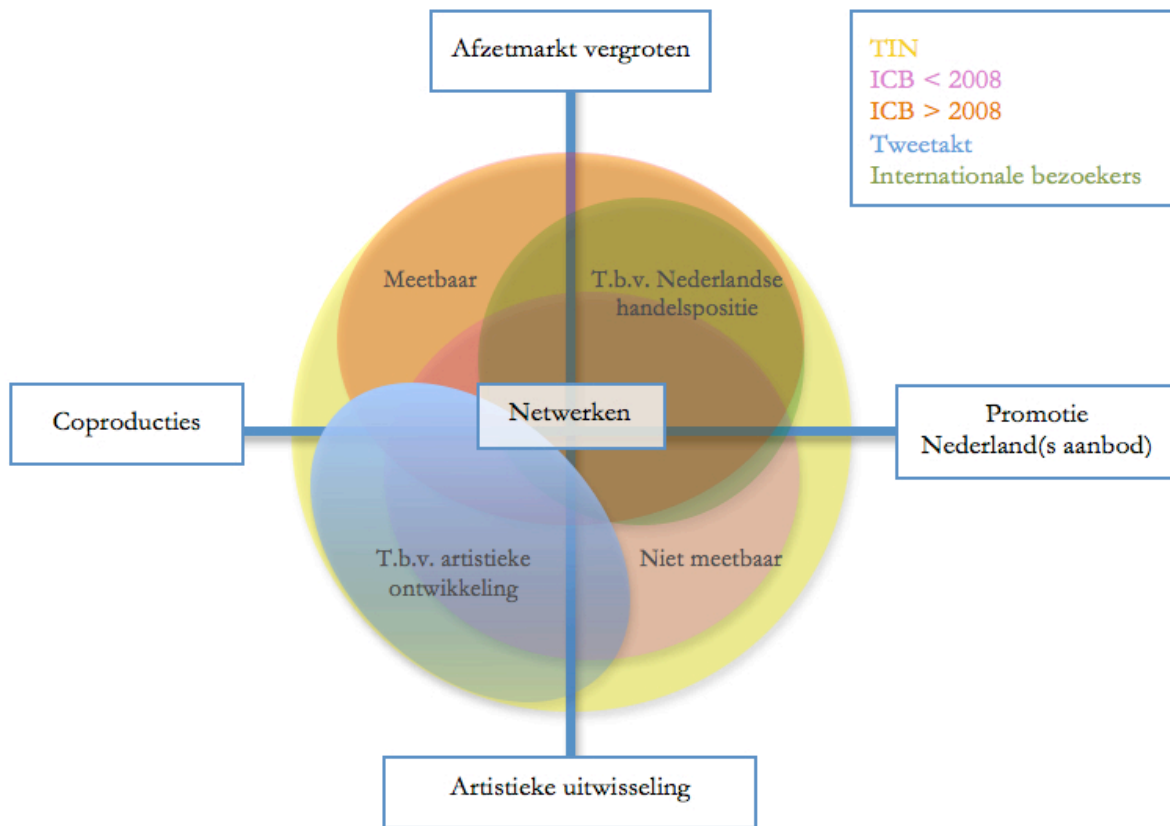 Afzetmarkt vergroten
TIN
ICB < 2008
ICB > 2008
Tweetakt
Internationale bezoekers
Meetbaar
T.b.v. Nederlandse
handelspositie
Coproducties
Netwerken
Promotie
Nederland(s aanbod)
T.b.v. artistieke
ontwikkeling
Niet meetbaar
Artistieke uitwisseling